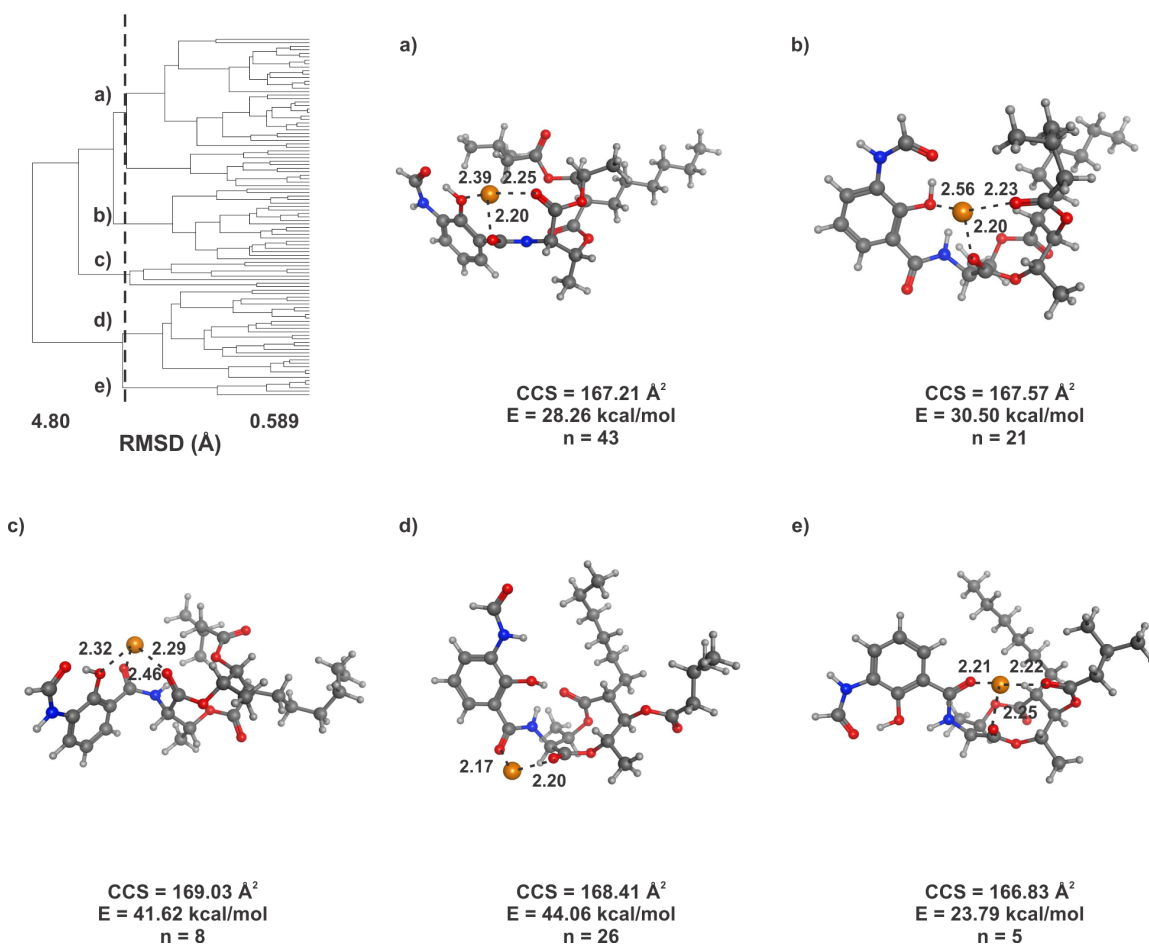 a)
b)
c)
d)
e)
4.80
0.589
RMSD (Å)
a)
2.39
2.25
2.20
CCS = 167.21 Å²
E = 28.26 kcal/mol
n = 43
b)
2.56
2.23
2.20
CCS = 167.57 Å²
E = 30.50 kcal/mol
n = 21
c)
2.32
2.29
2.46
CCS = 169.03 Å²
E = 41.62 kcal/mol
n = 8
d)
2.17
2.20
CCS = 168.41 Å²
E = 44.06 kcal/mol
n = 26
e)
2.21
2.22
2.25
CCS = 166.83 Å²
E = 23.79 kcal/mol
n = 5